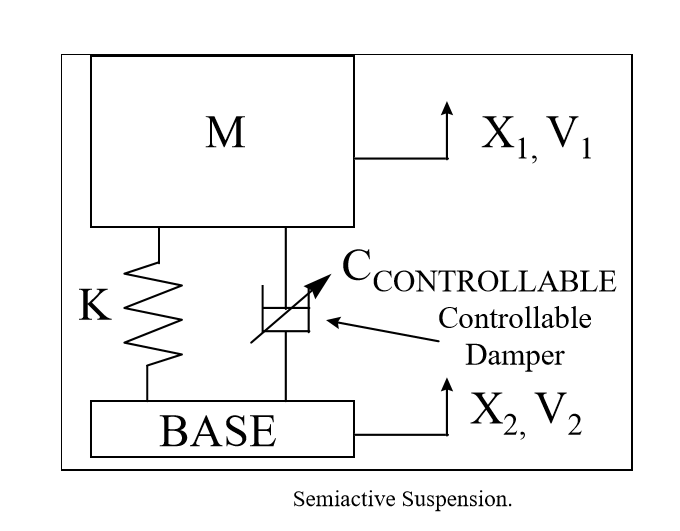 M
X1, V1
CCONTROLLABLE
K
Controllable
Damper
X2, V2
BASE
Semiactive Suspension.